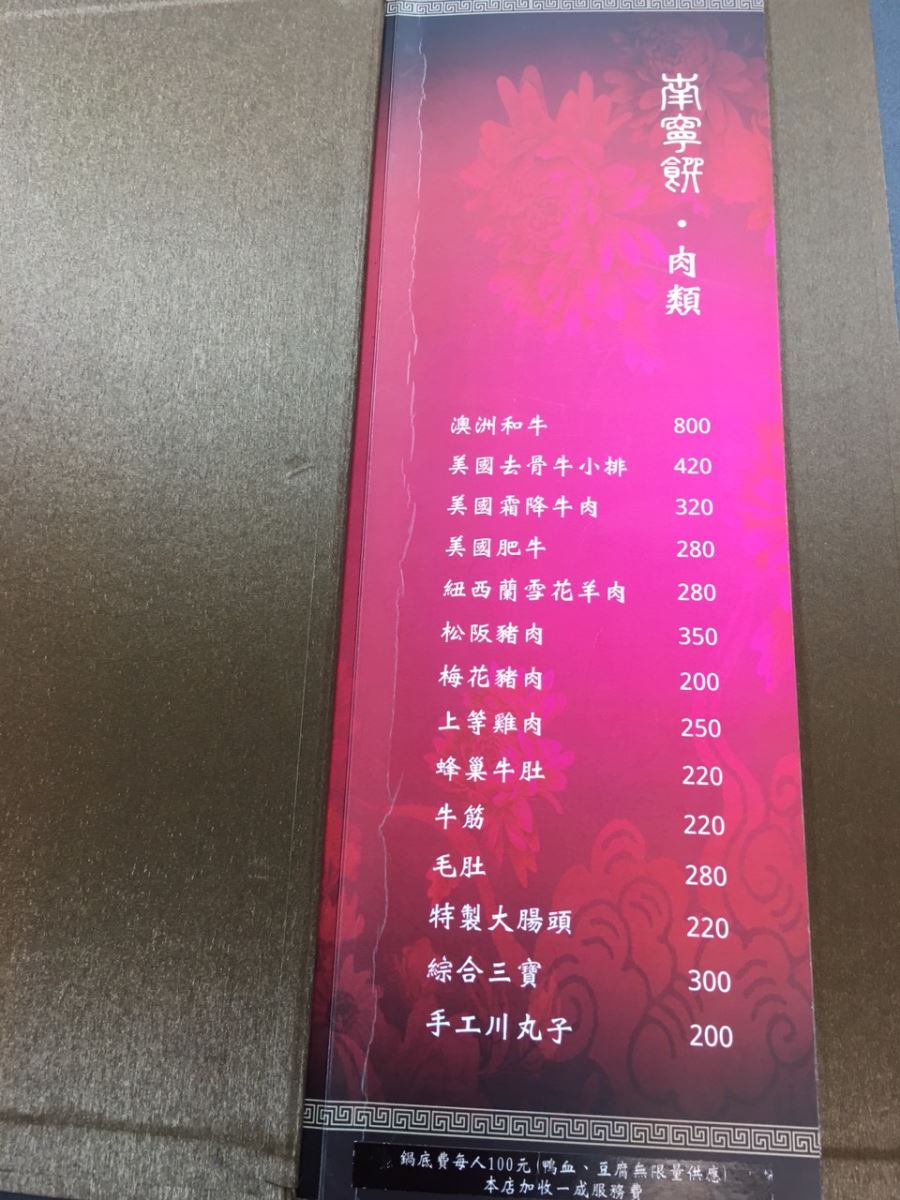 南寧餀・肉類
澳洲和牛 800
美國去骨牛小排 420
美國霜降牛肉 320
美國肥牛 280
紐西蘭雪花羊肉 280
松阪豬肉 350
梅花豬肉 200
上等雞肉 250
蜂巢牛肚 220
牛筋 220
毛肚 280
特製大腸頭 220
綜合三寶 300
手工川丸子 200
鍋底費每人100元(鴨血、豆腐無限量供應)
本店加收一成服務費